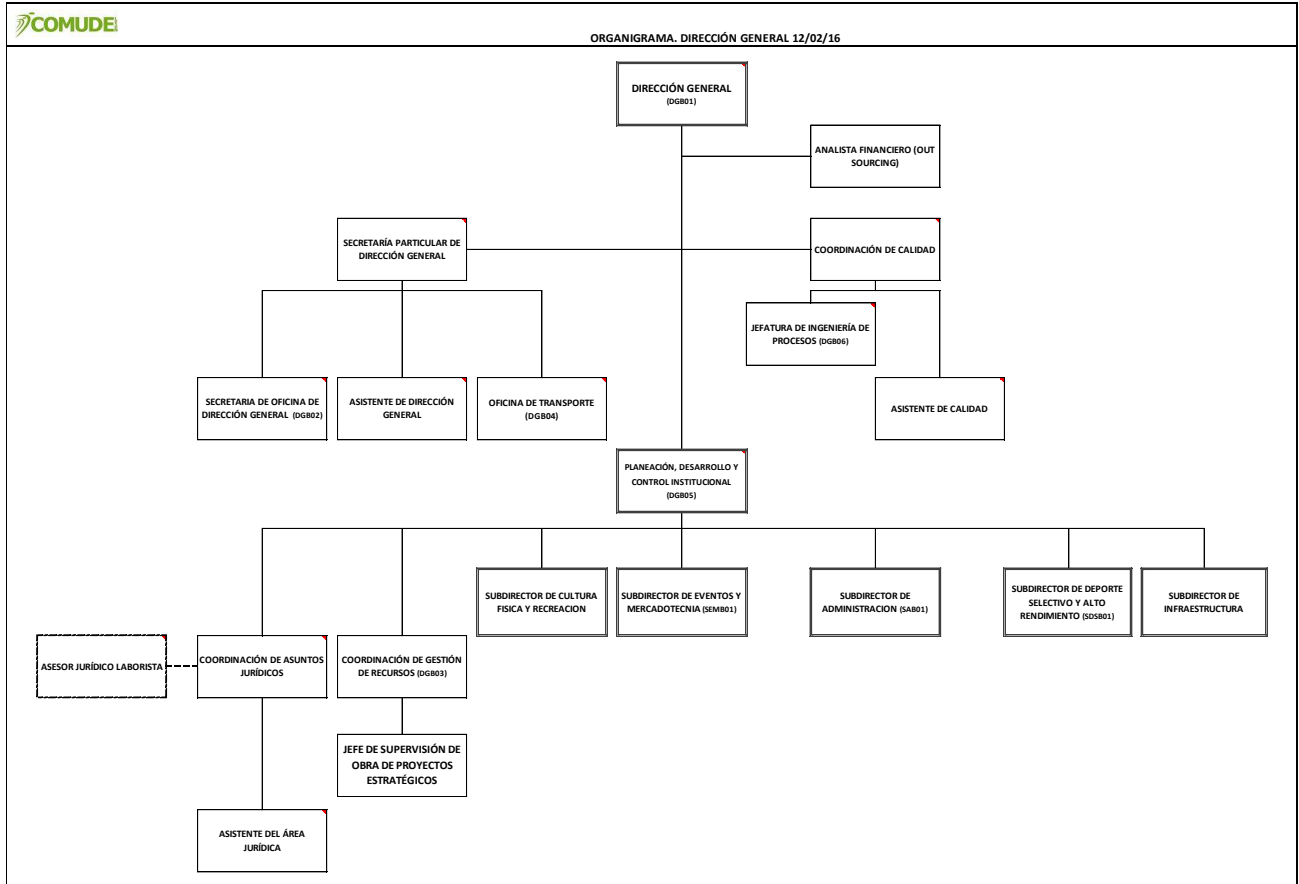 COMUDE
ORGANIGRAMA. DIRECCIÓN GENERAL 12/02/16
DIRECCIÓN GENERAL
(DGB01)
ANALISTA FINANCIERO (OUT
SOURCING)
SECRETARÍA PARTICULAR DE
DIRECCIÓN GENERAL
COORDINACIÓN DE CALIDAD
JEFATURA DE INGENIERÍA DE
PROCESOS (DGB06)
SECRETARIA DE OFICINA DE
DIRECCIÓN GENERAL (DGB02)
ASISTENTE DE DIRECCIÓN
GENERAL
OFICINA DE TRANSPORTE
(DGB04)
ASISTENTE DE CALIDAD
PLANEACIÓN, DESARROLLO Y
CONTROL INSTITUCIONAL
(DGB05)
SUBDIRECTOR DE CULTURA
FISICA Y RECREACION
SUBDIRECTOR DE EVENTOS Y
MERCADOTECNIA (SEMB01)
SUBDIRECTOR DE
ADMINISTRACION (SAB01)
SUBDIRECTOR DE DEPORTE
SELECTIVO Y ALTO
RENDIMIENTO (SDSB01)
SUBDIRECTOR DE
INFRAESTRUCTURA
ASESOR JURÍDICO LABORISTA
COORDINACIÓN DE ASUNTOS
JURÍDICOS
COORDINACIÓN DE GESTIÓN
DE RECURSOS (DGB03)
JEFE DE SUPERVISIÓN DE
OBRA DE PROYECTOS
ESTRATÉGICOS
ASISTENTE DEL ÁREA
JURÍDICA